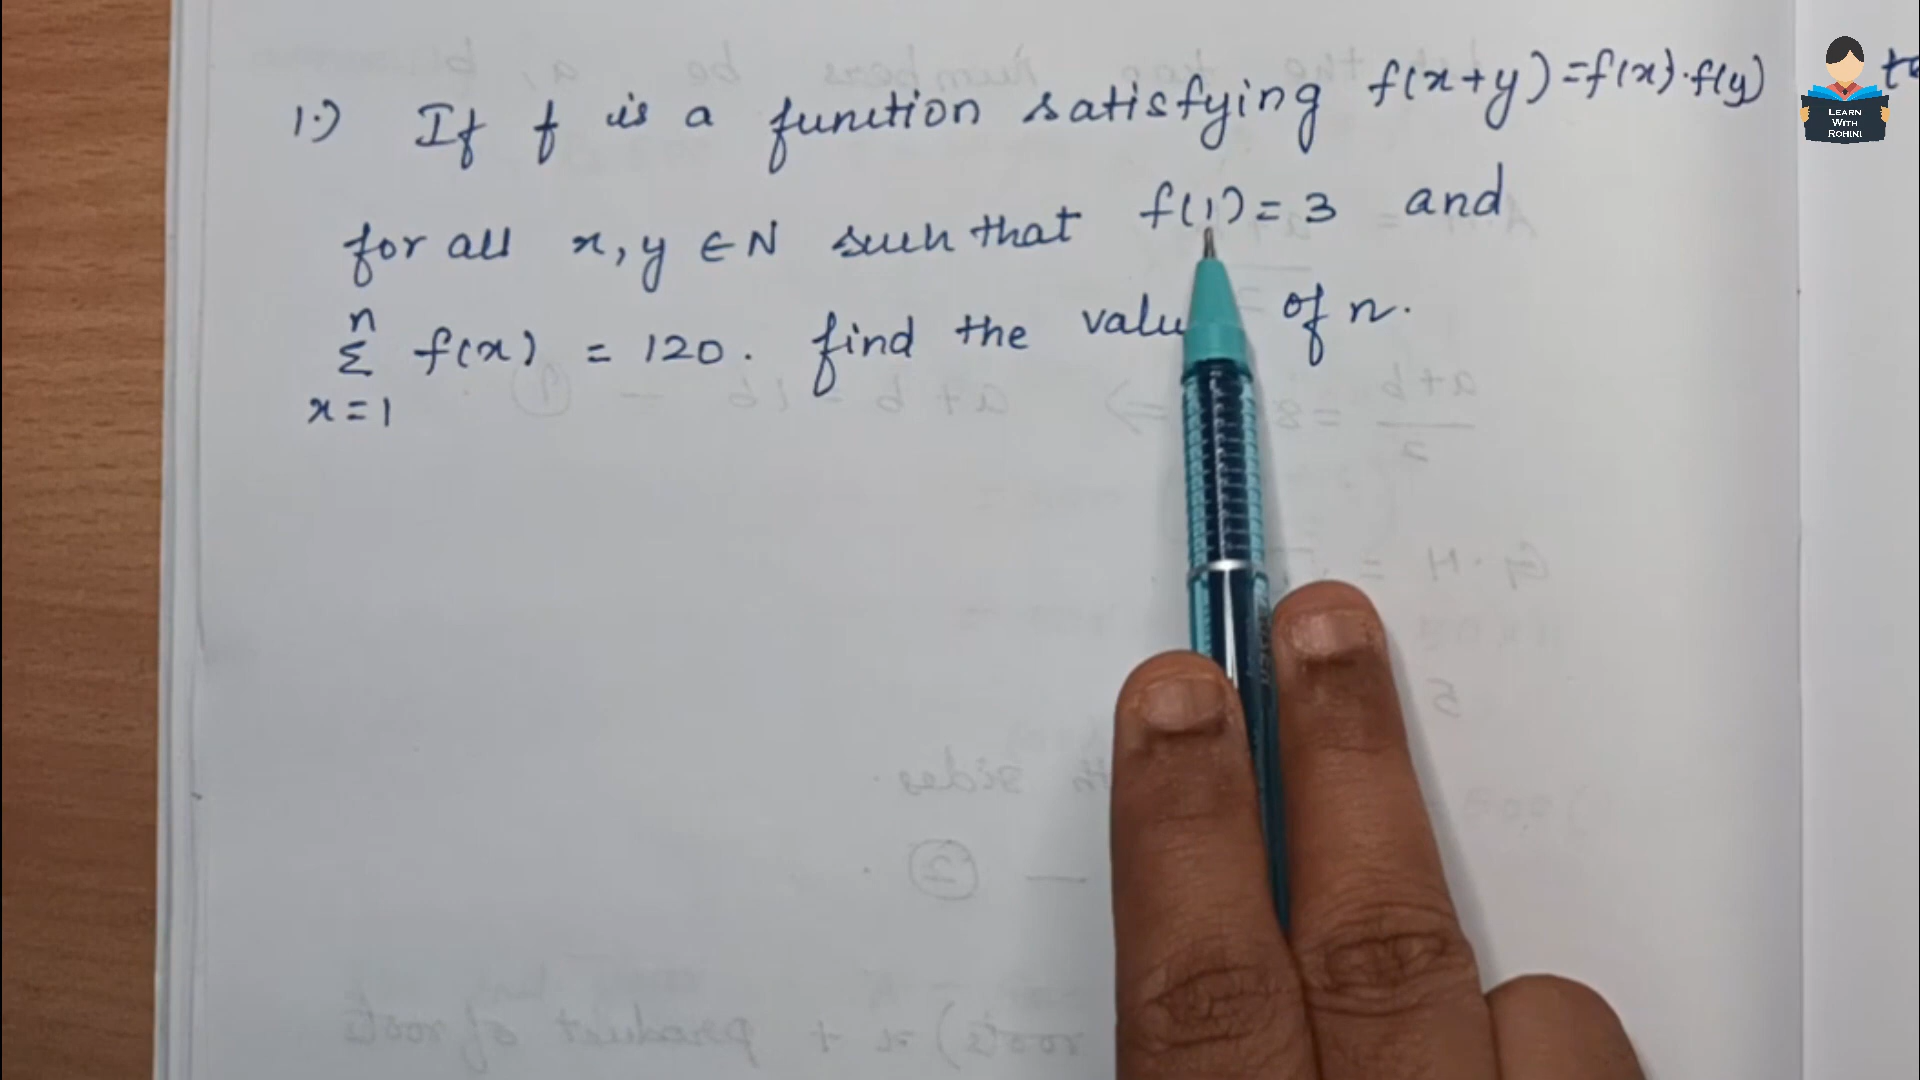 1.) If f is a function satisfying f(x+y)=f(x).f(y)
for all x, y ∈ N such that f(1) = 3 and
n
Σ f(x) = 120. find the valu of n.
x=1
LEARN
WITH
ROHINI